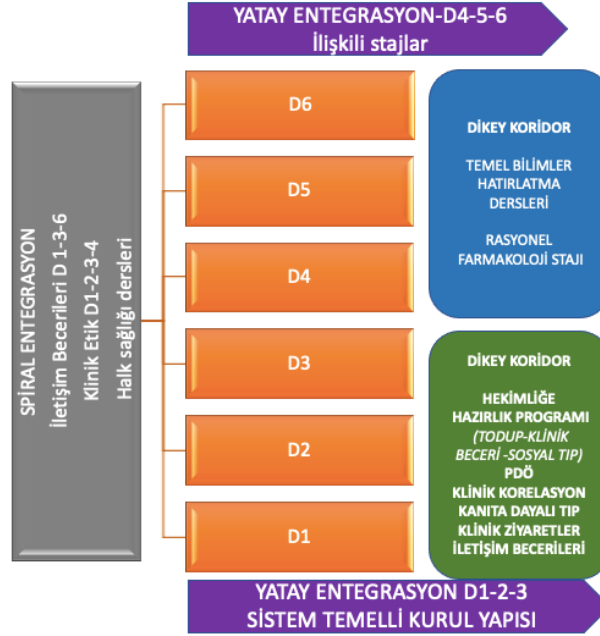 YATAY ENTEGRASYON-D4-5-6
İlişkili stajlar
SPİRAL ENTEGRASYON
İletişim Becerileri D 1-3-6
Klinik Etik D1-2-3-4
Halk sağlığı dersleri
D6
D5
D4
D3
D2
D1
DİKEY KORİDOR
TEMEL BİLİMLER
HATIRLATMA
DERSLERİ
RASYONEL
FARMAKOLOJİ STAJI
DİKEY KORİDOR
HEKİMLİĞE
HAZIRLIK PROGRAMI
(TODUP-KLİNİK
BECERİ -SOSYAL TIP)
PDÖ
KLİNİK KORELASYON
KANITA DAYALI TIP
KLİNİK ZİYARETLER
İLETİŞİM BECERİLERİ
YATAY ENTEGRASYON D1-2-3
SİSTEM TEMELLİ KURUL YAPISI